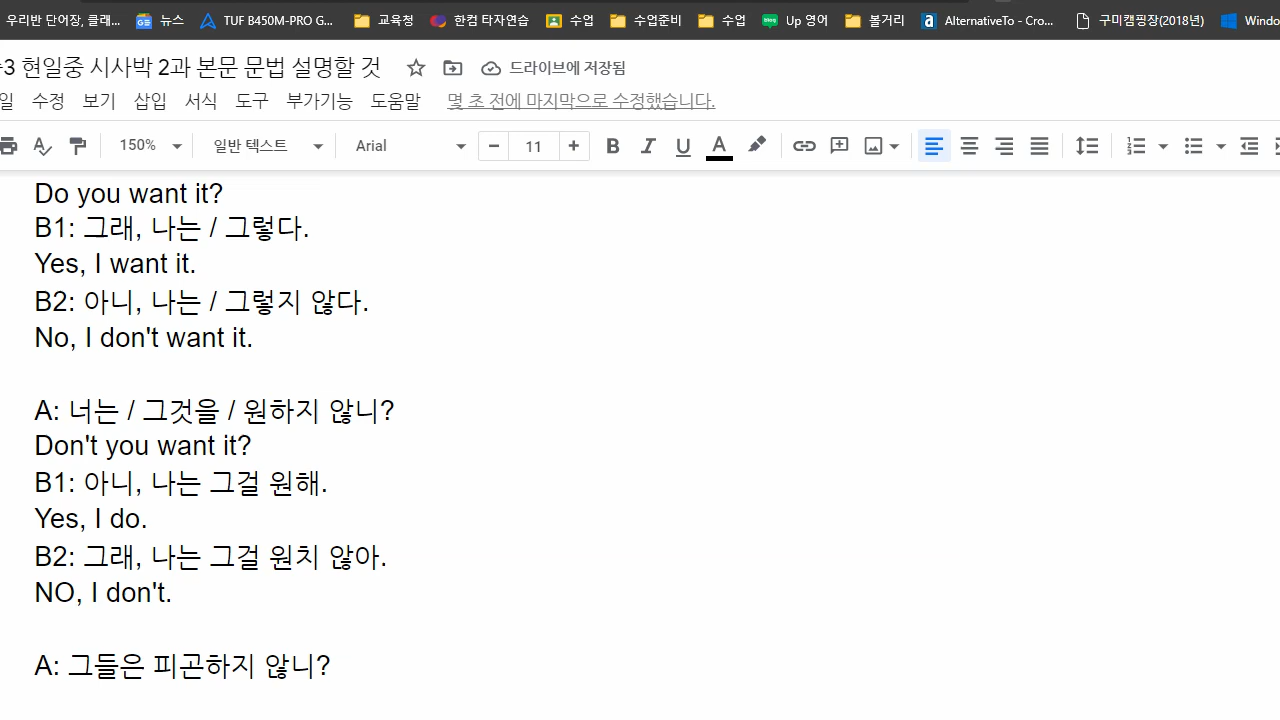 우리반 단어장, 클래... 뉴스 TUF B450M-PRO G... 교육청 한컴 타자연습 수업 수업준비 수업 Up 영어 볼거리 AlternativeTo - Cro... 구미캠핑장(2018년) Windo
3 현일중 시사박 2과 본문 문법 설명할 것 드라이브에 저장됨
일 수정 보기 삽입 서식 도구 부가기능 도움말 몇 초 전에 마지막으로 수정했습니다.
150% 일반 텍스트 Arial 11 B I U A
Do you want it?
B1: 그래, 나는 / 그렇다.
Yes, I want it.
B2: 아니, 나는 / 그렇지 않다.
No, I don't want it.
A: 너는 / 그것을 / 원하지 않니?
Don't you want it?
B1: 아니, 나는 그걸 원해.
Yes, I do.
B2: 그래, 나는 그걸 원치 않아.
NO, I don't.
A: 그들은 피곤하지 않니?